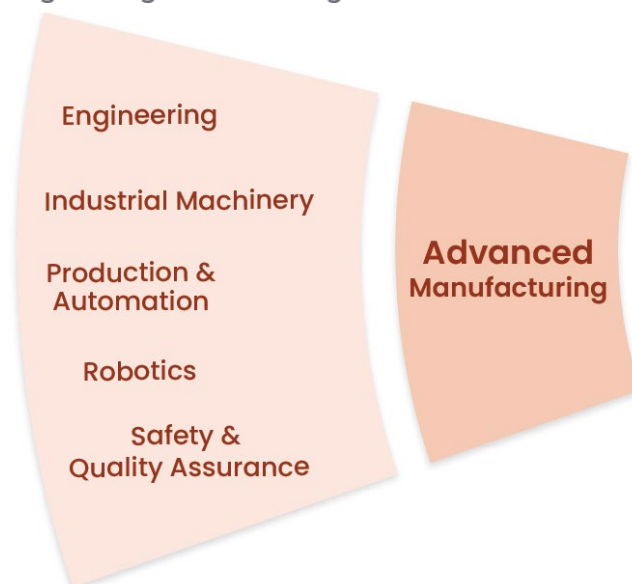 Engineering
Industrial Machinery
Production &
Automation
Robotics
Safety &
Quality Assurance
Advanced
Manufacturing